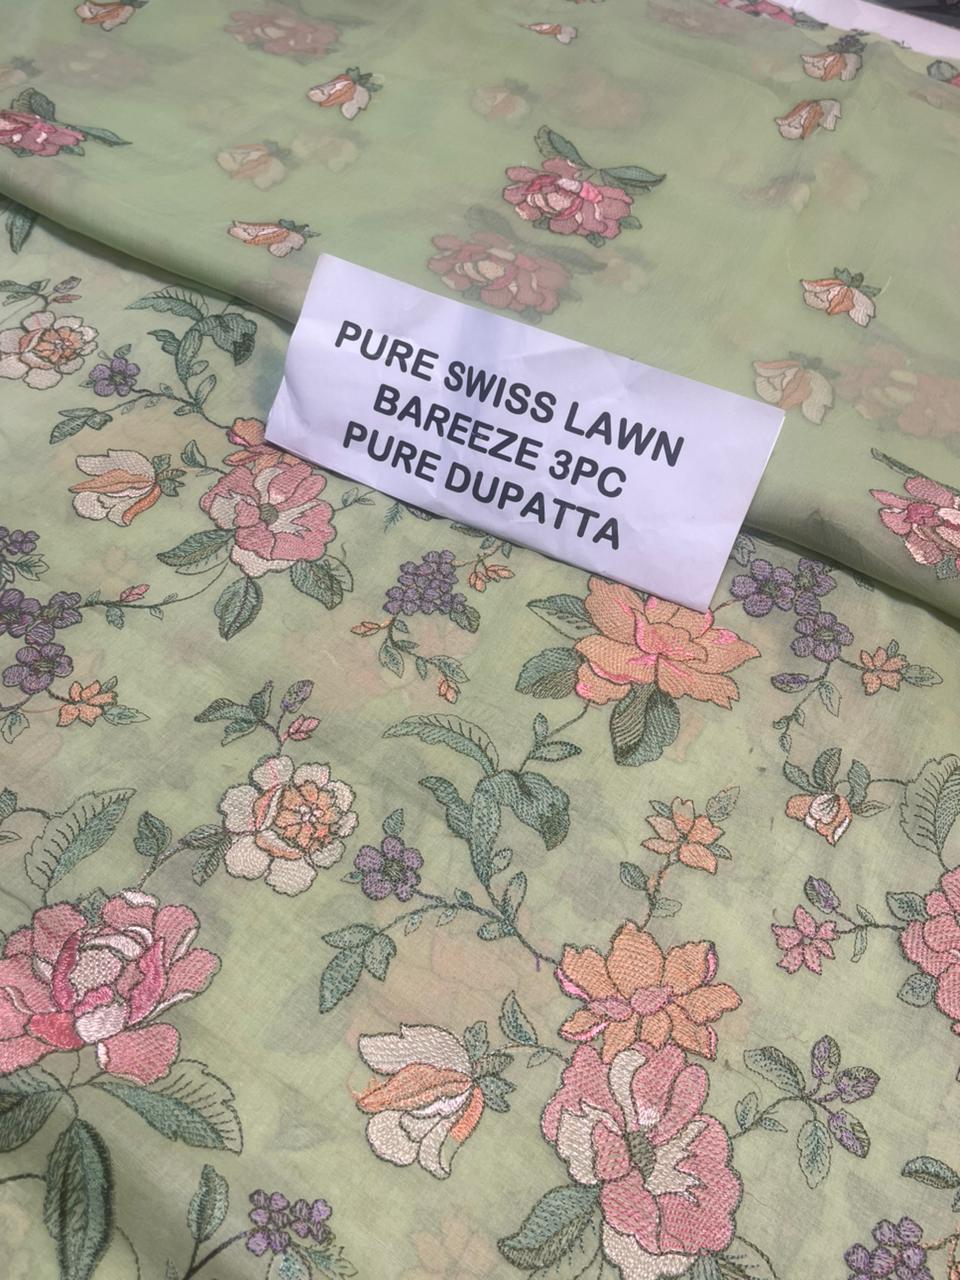 PURE SWISS LAWN
BAREEZE 3PC
PURE DUPATTA